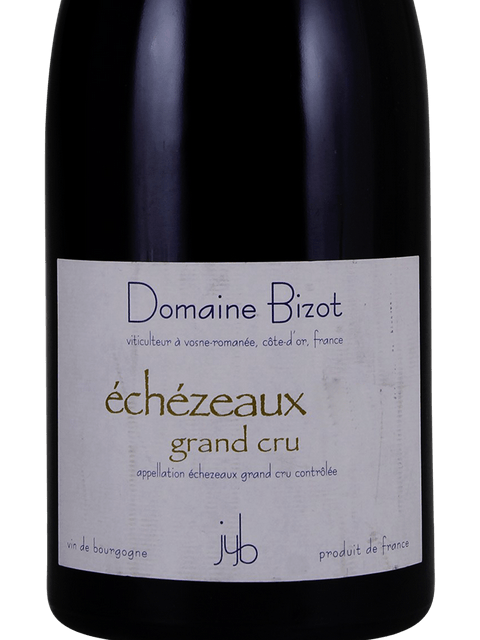 Domaine Bizot
viticulteur à vosne-romanée, côte-d'or, france
échézeaux
grand cru
appellation échezeaux grand cru contrôlée
vin de bourgogne
jyb
produit de france